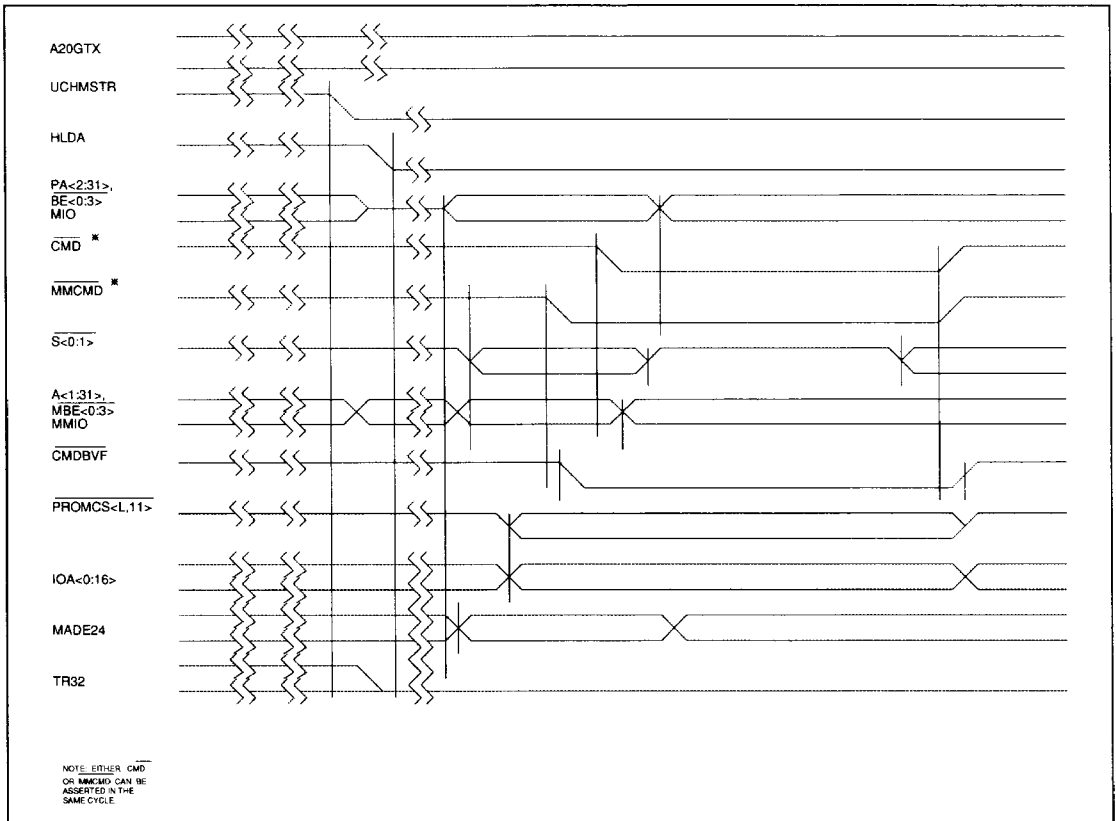 A20GTX
UCHMSTR
HLDA
PA<2:31>,
BE<0:3>
MIO
CMD *
MMCMD *
S<0:1>
A<1:31>,
MBE<0:3>
MMIO
CMDBVF
PROMCS<L,11>
IOA<0:16>
MADE24
TR32
NOTE: EITHER CMD
OR MMCMD CAN BE
ASSERTED IN THE
SAME CYCLE.